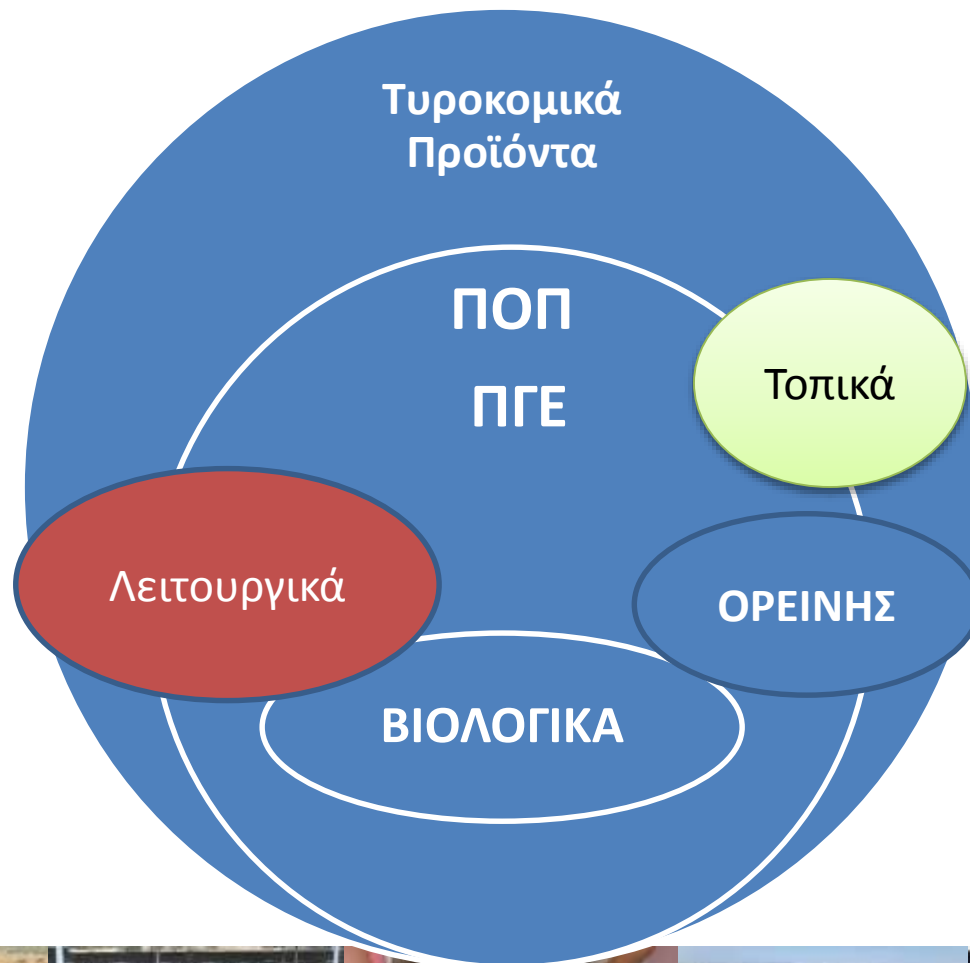 Τυροκομικά
Προϊόντα
ΠΟΠ
ΠΓΕ
Τοπικά
Λειτουργικά
ΟΡΕΙΝΗΣ
ΒΙΟΛΟΓΙΚΑ